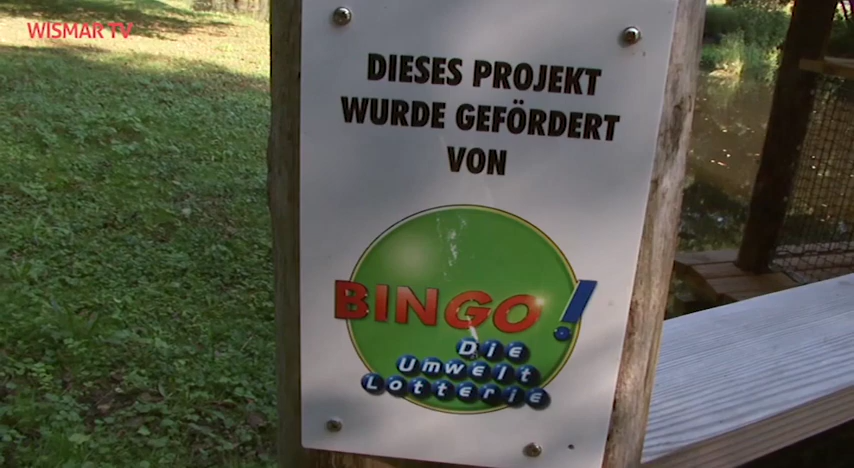 WISMAR TV
DIESES PROJEKT
WURDE GEFÖRDERT
VON
BINGO!
Die
Umwelt
Lotterie